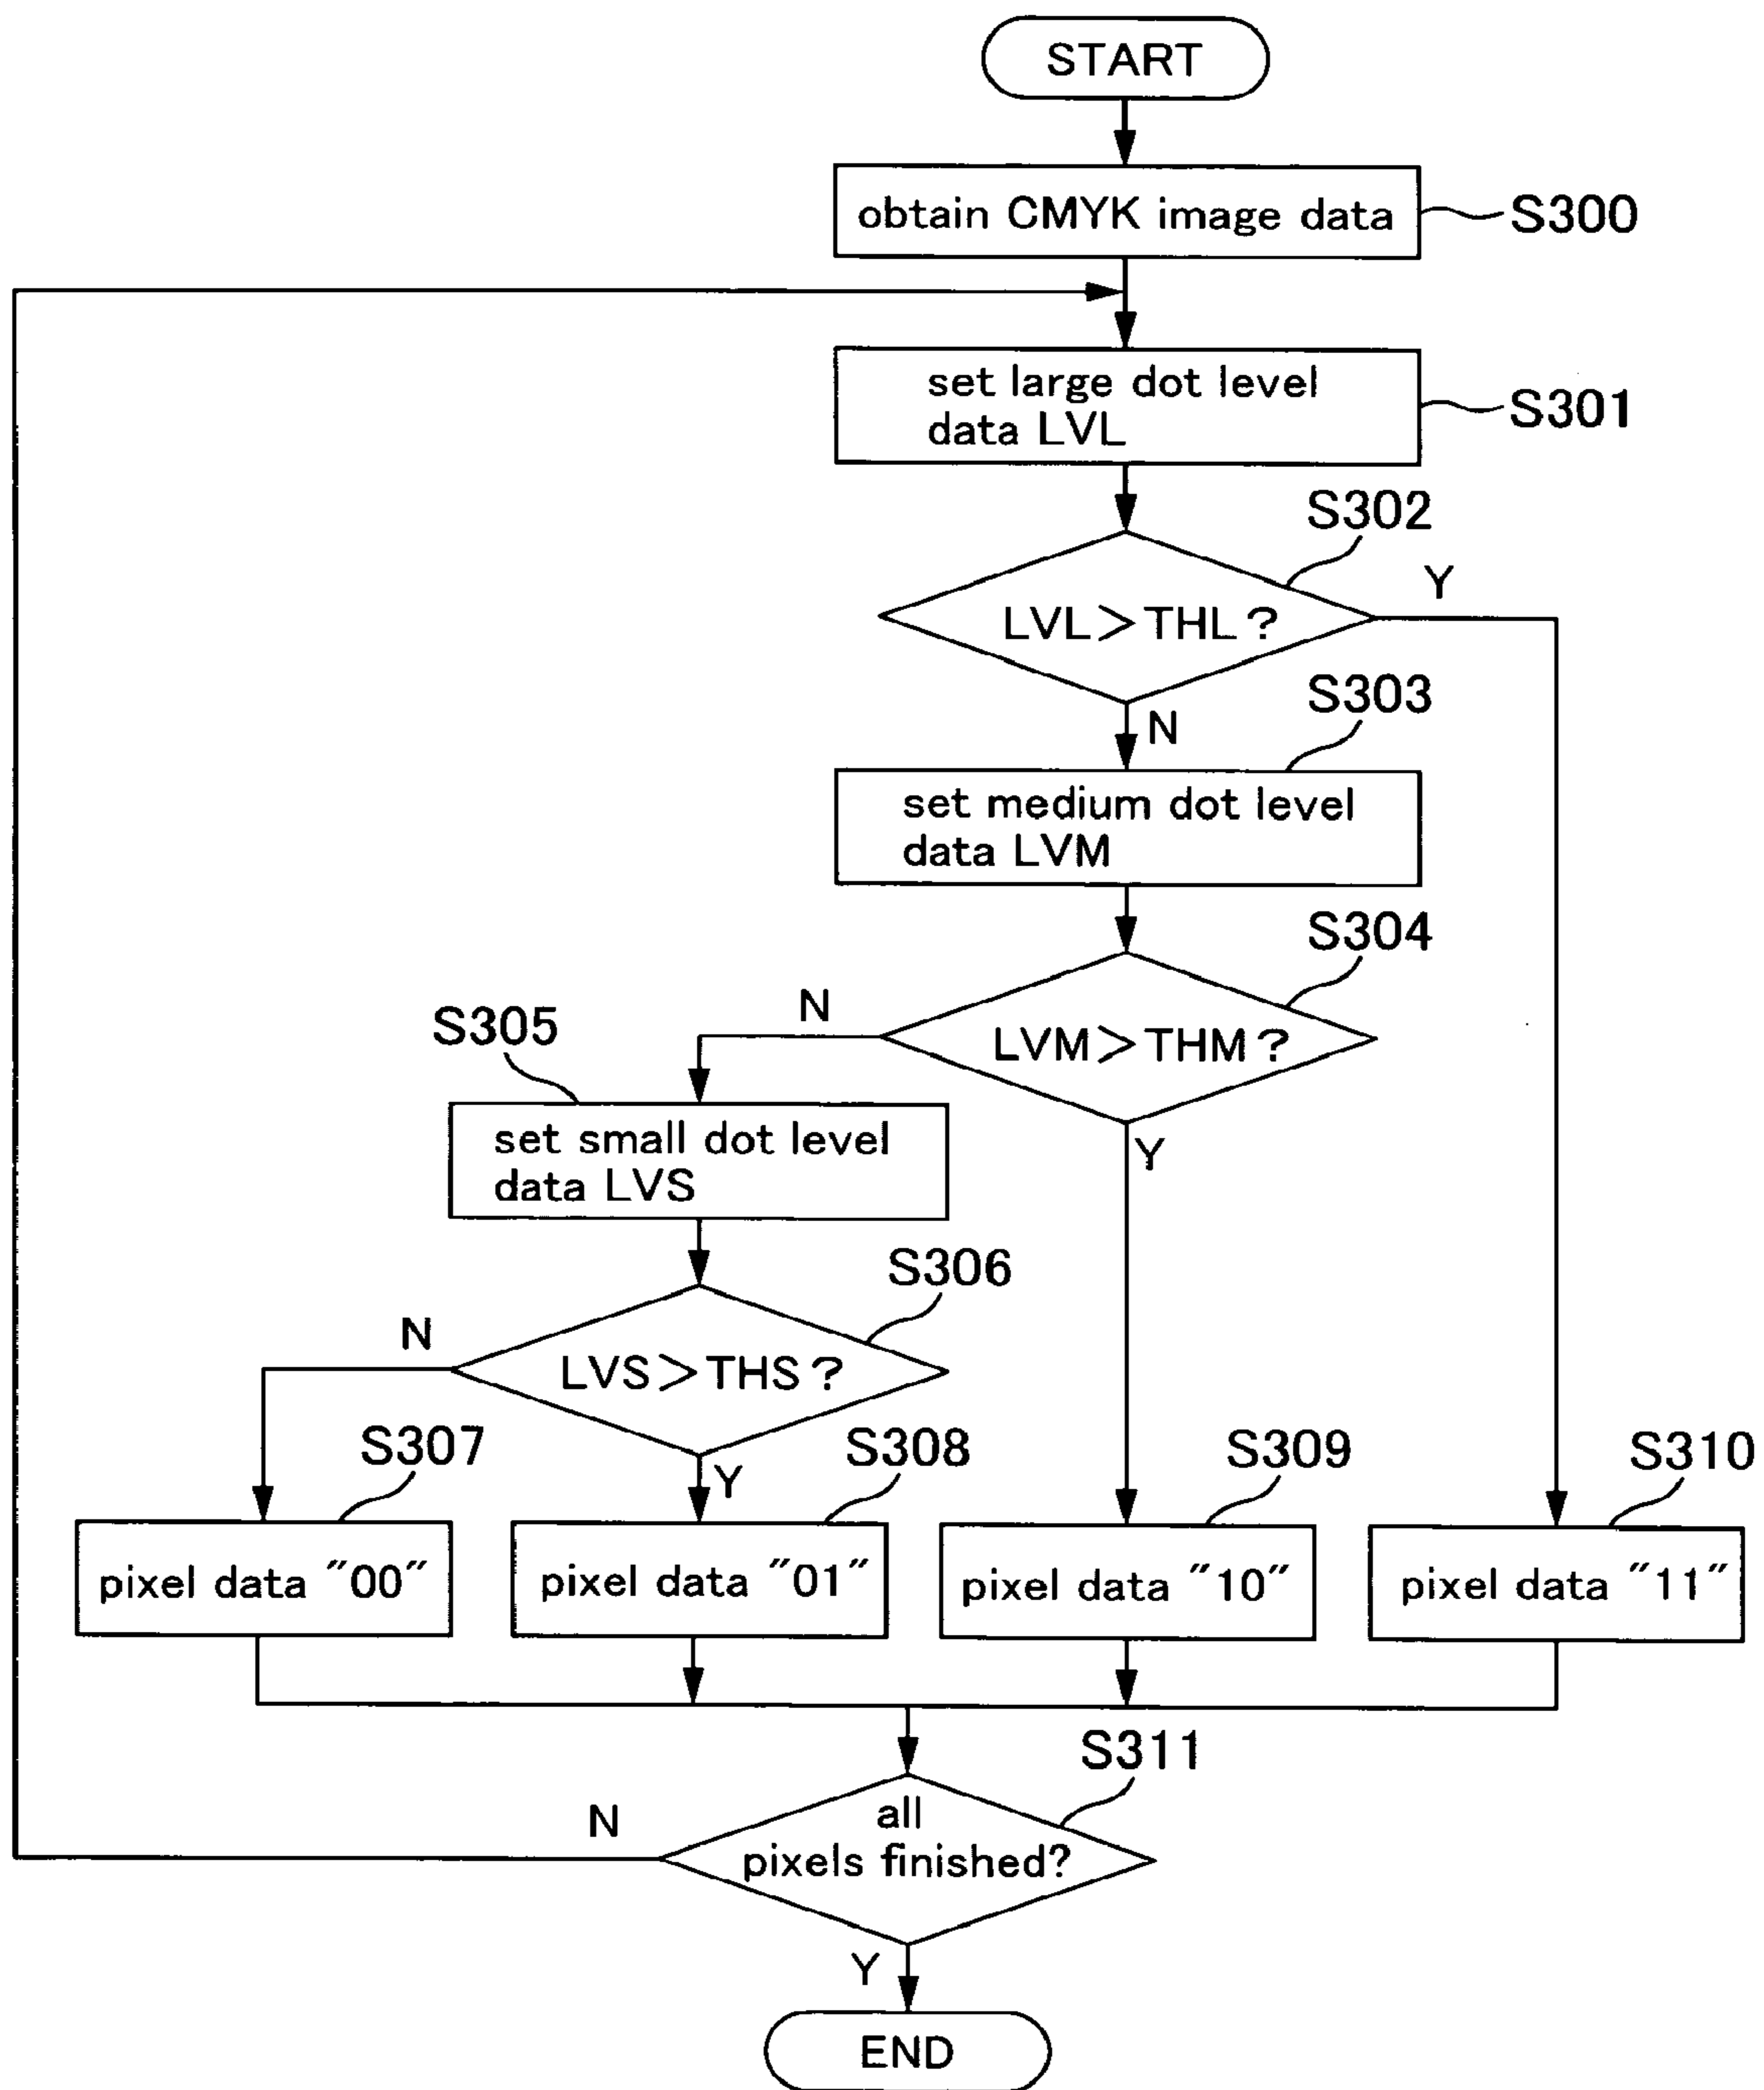 START
obtain CMYK image data
S300
set large dot level
data LVL
S301
S302
LVL>THL?
Y
N
S303
set medium dot level
data LVM
S304
LVM>THM?
N
Y
S305
set small dot level
data LVS
S306
LVS>THS?
N
Y
S307
S308
S309
S310
pixel data "00"
pixel data "01"
pixel data "10"
pixel data "11"
S311
all
pixels finished?
N
Y
END